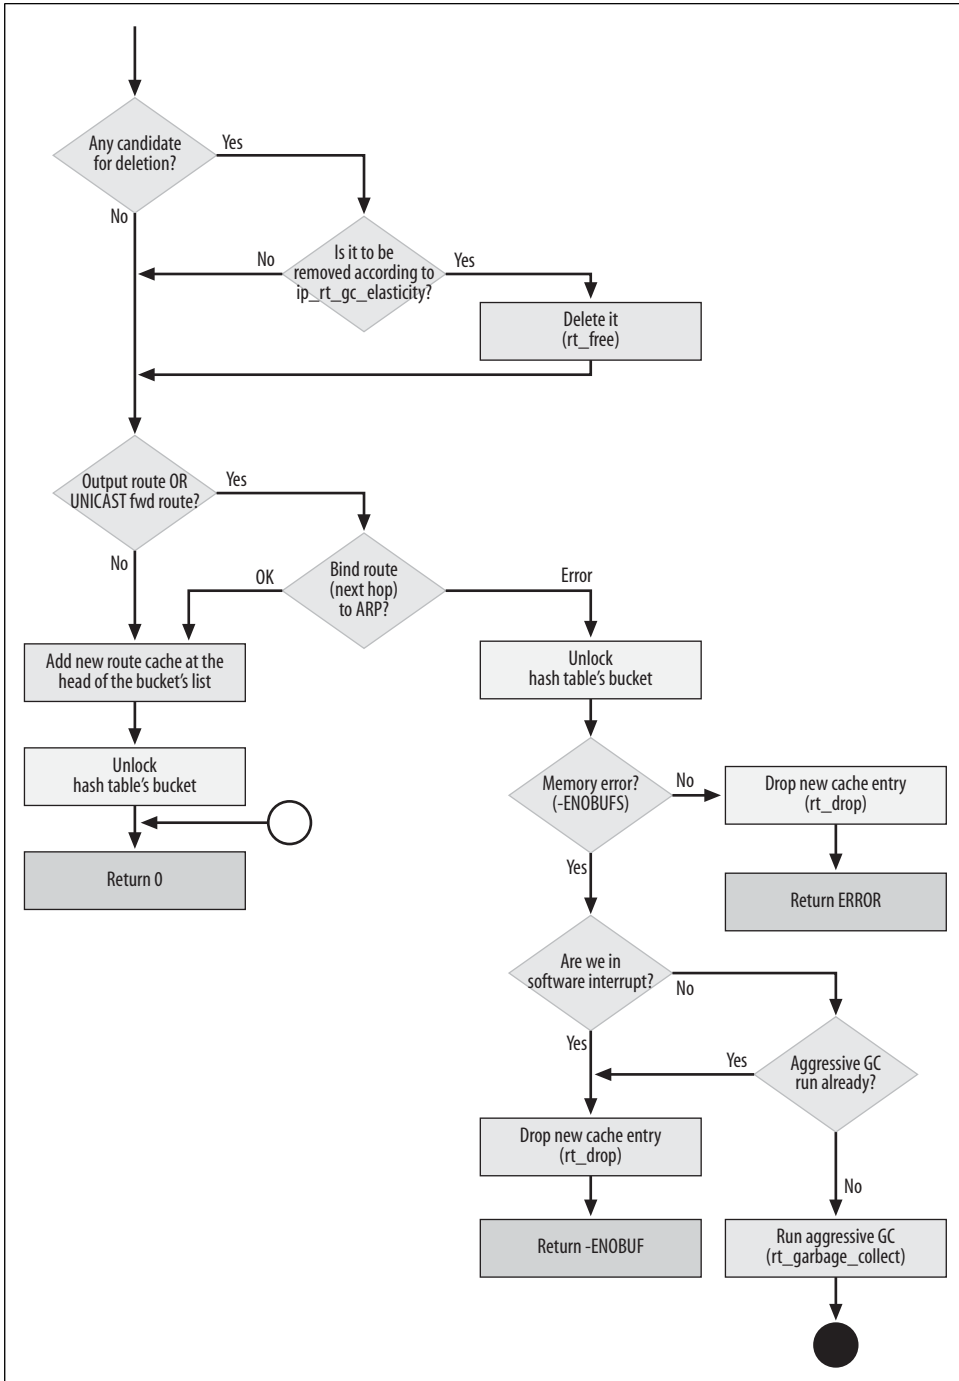 Any candidate
for deletion?
Yes
No
Is it to be
removed according to
ip_rt_gc_elasticity?
No
Yes
Delete it
(rt_free)
Output route OR
UNICAST fwd route?
Yes
No
Bind route
(next hop)
to ARP?
OK
Error
Add new route cache at the
head of the bucket's list
Unlock
hash table's bucket
Unlock
hash table's bucket
Return 0
Memory error?
(-ENOBUFS)
No
Yes
Drop new cache entry
(rt_drop)
Return ERROR
Are we in
software interrupt?
No
Yes
Aggressive GC
run already?
Yes
No
Drop new cache entry
(rt_drop)
Return -ENOBUF
Run aggressive GC
(rt_garbage_collect)